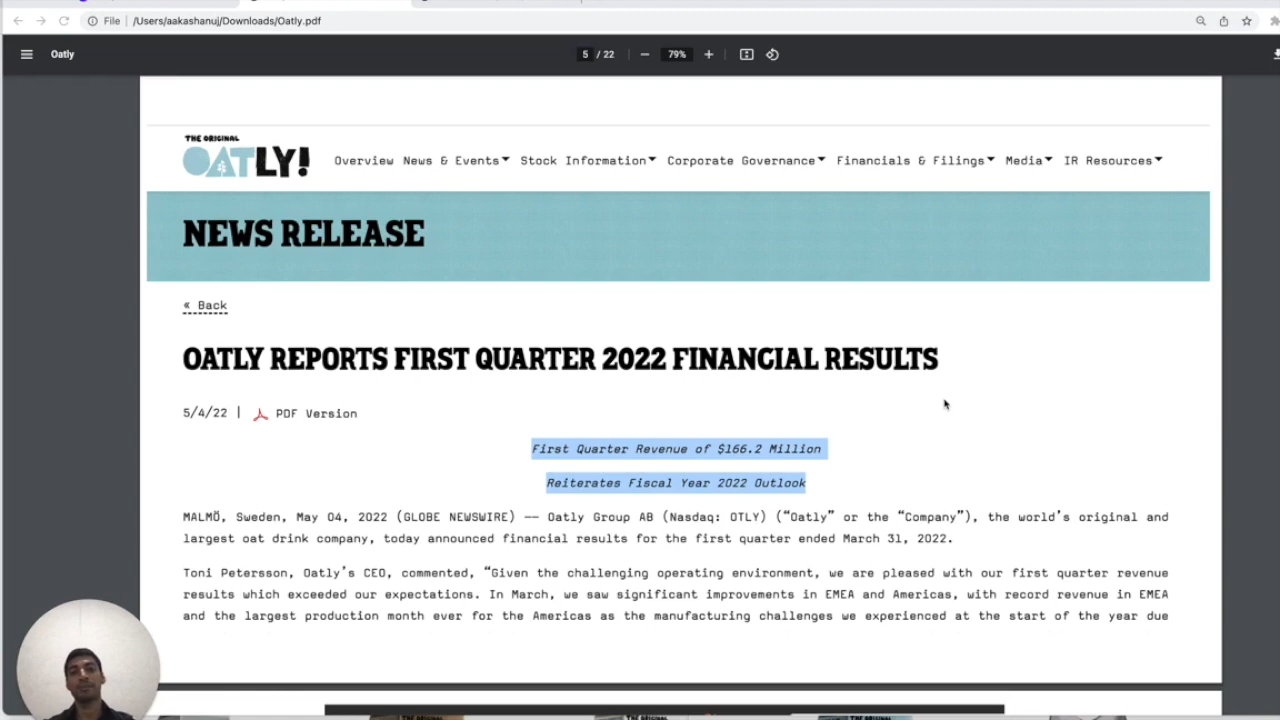 File | /Users/aakashanuj/Downloads/Oatly.pdf
Oatly 5 / 22 79%
THE ORIGINAL
OATLY!
Overview News & Events Stock Information Corporate Governance Financials & Filings Media IR Resources
NEWS RELEASE
« Back
OATLY REPORTS FIRST QUARTER 2022 FINANCIAL RESULTS
5/4/22 | PDF Version
First Quarter Revenue of $166.2 Million
Reiterates Fiscal Year 2022 Outlook
MALMÖ, Sweden, May 04, 2022 (GLOBE NEWSWIRE) –– Oatly Group AB (Nasdaq: OTLY) (“Oatly” or the “Company”), the world’s original and
largest oat drink company, today announced financial results for the first quarter ended March 31, 2022.
Toni Petersson, Oatly’s CEO, commented, “Given the challenging operating environment, we are pleased with our first quarter revenue
results which exceeded our expectations. In March, we saw significant improvements in EMEA and Americas, with record revenue in EMEA
and the largest production month ever for the Americas as the manufacturing challenges we experienced at the start of the year due